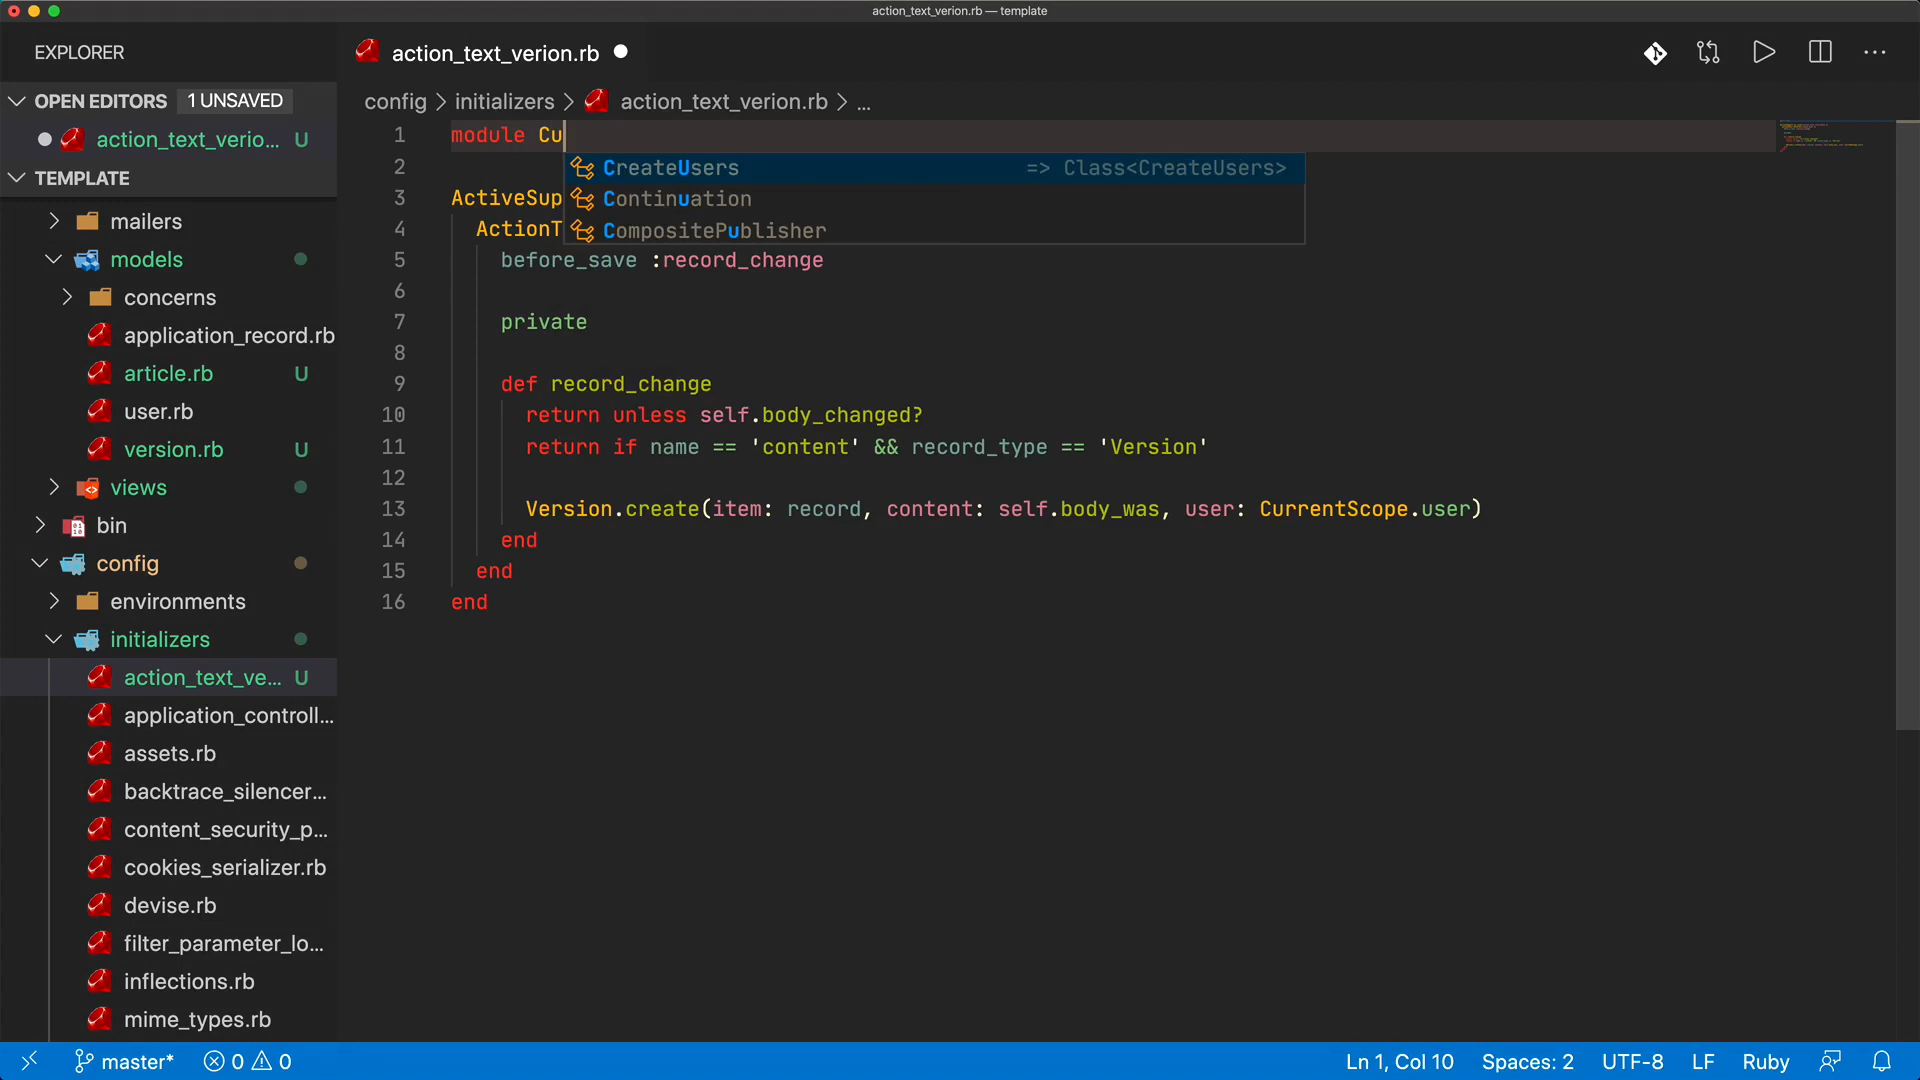 action_text_verion.rb — template
EXPLORER
OPEN EDITORS 1 UNSAVED
action_text_verio... U
TEMPLATE
mailers
models
concerns
application_record.rb
article.rb U
user.rb
version.rb U
views
bin
config
environments
initializers
action_text_ve... U
application_controll...
assets.rb
backtrace_silencer...
content_security_p...
cookies_serializer.rb
devise.rb
filter_parameter_lo...
inflections.rb
mime_types.rb
action_text_verion.rb
config > initializers > action_text_verion.rb > ...
1 module Cu
2
CreateUsers => Class<CreateUsers>
Continuation
CompositePublisher
3 ActiveSup
4 ActionT
5 before_save :record_change
6
7 private
8
9 def record_change
10 return unless self.body_changed?
11 return if name == 'content' && record_type == 'Version'
12
13 Version.create(item: record, content: self.body_was, user: CurrentScope.user)
14 end
15 end
16 end
master* 0 0 Ln 1, Col 10 Spaces: 2 UTF-8 LF Ruby